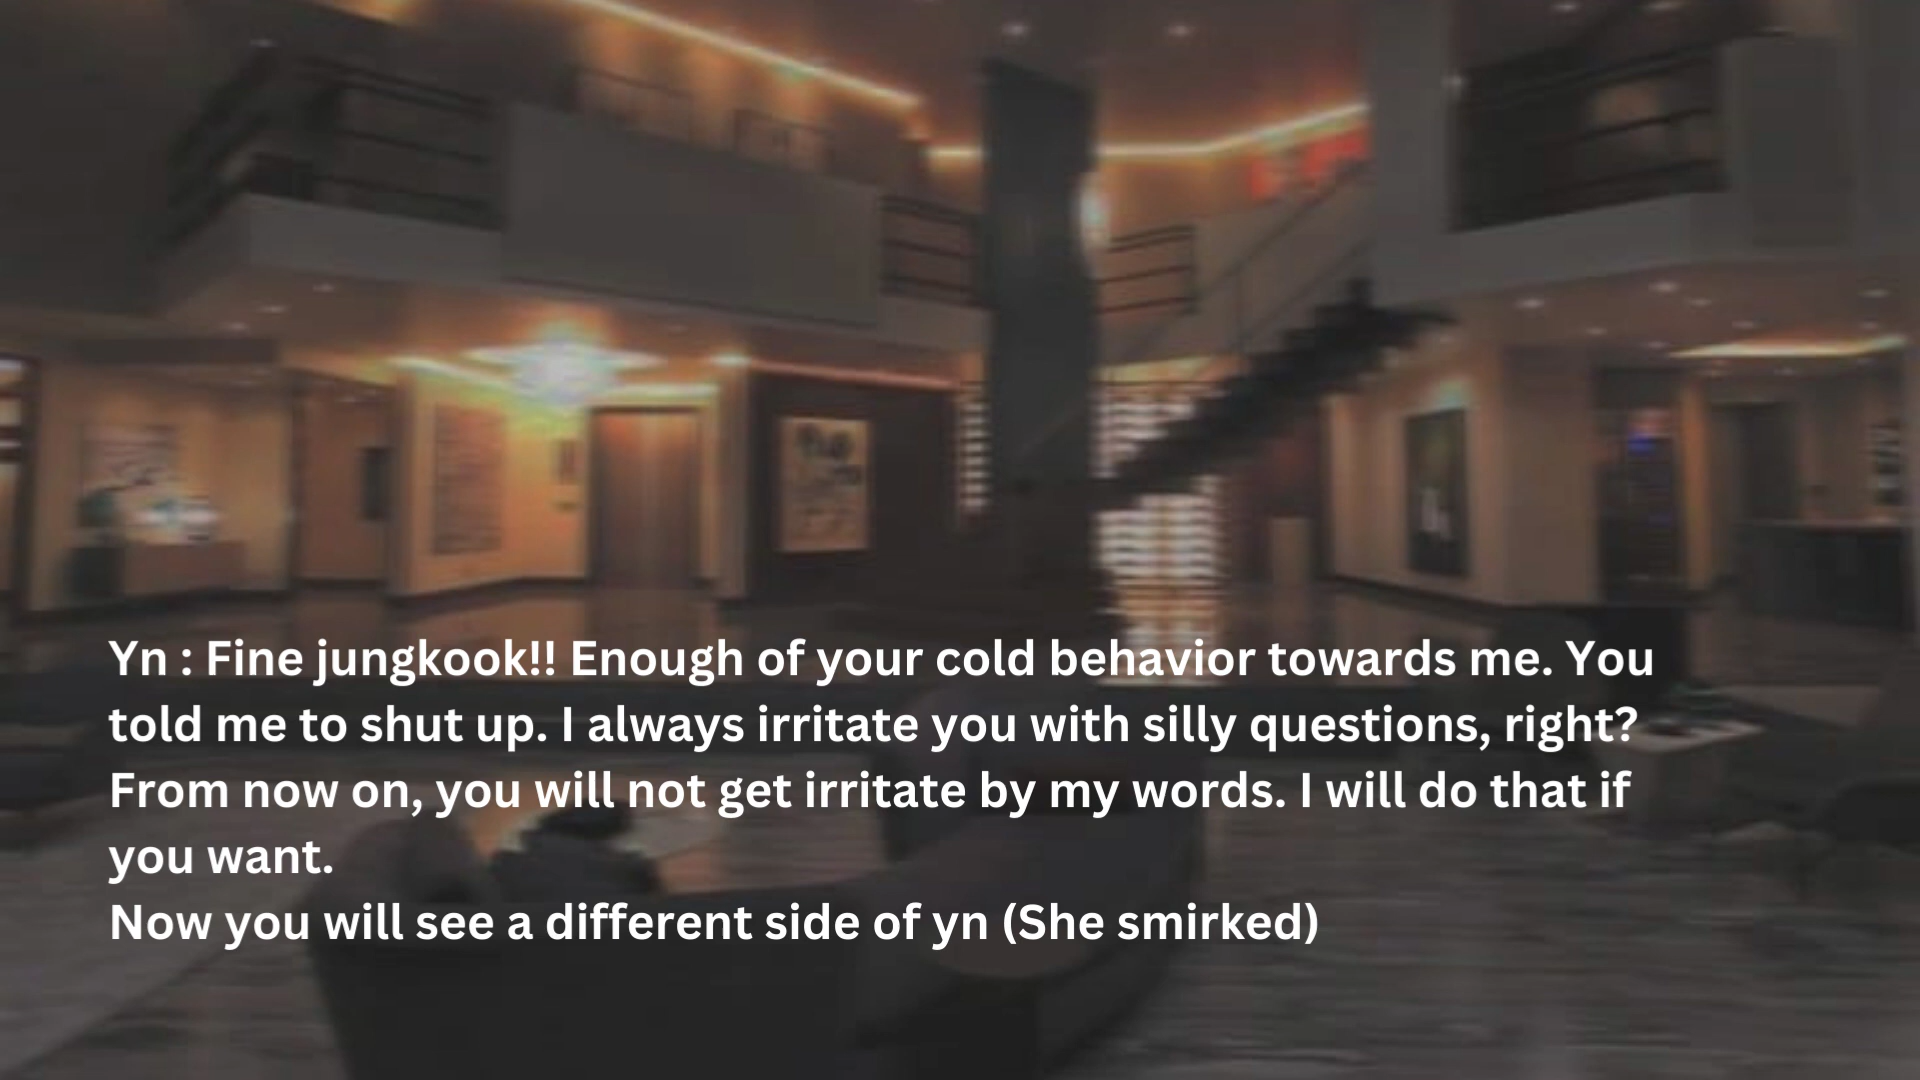 Yn : Fine jungkook!! Enough of your cold behavior towards me. You
told me to shut up. I always irritate you with silly questions, right?
From now on, you will not get irritate by my words. I will do that if
you want.
Now you will see a different side of yn (She smirked)